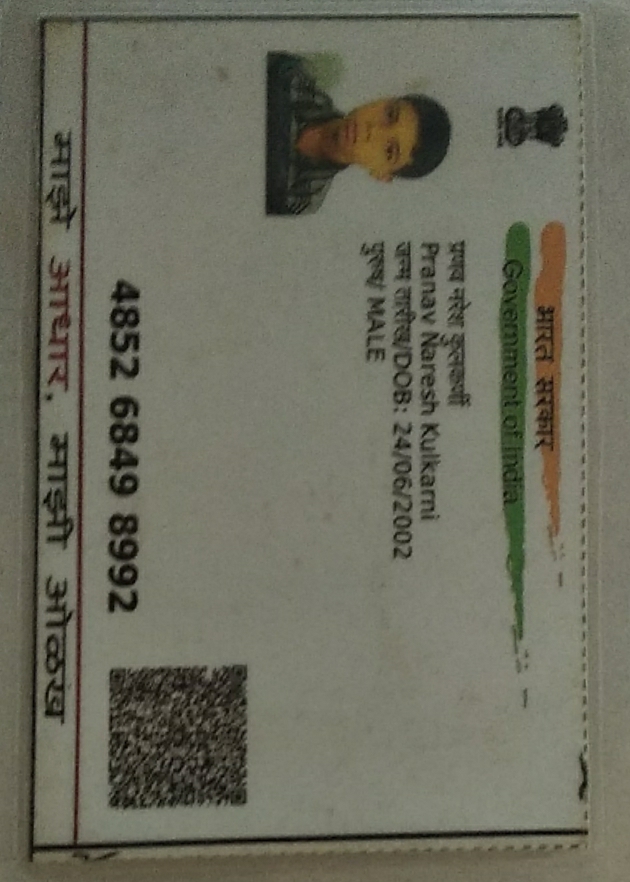 भारत सरकार
Government of India
प्रणव नरेश कुलकर्णी
Pranav Naresh Kulkarni
जन्म तारीख/DOB: 24/06/2002
पुरुष/ MALE
4852 6849 8992
माझे आधार, माझी ओळख